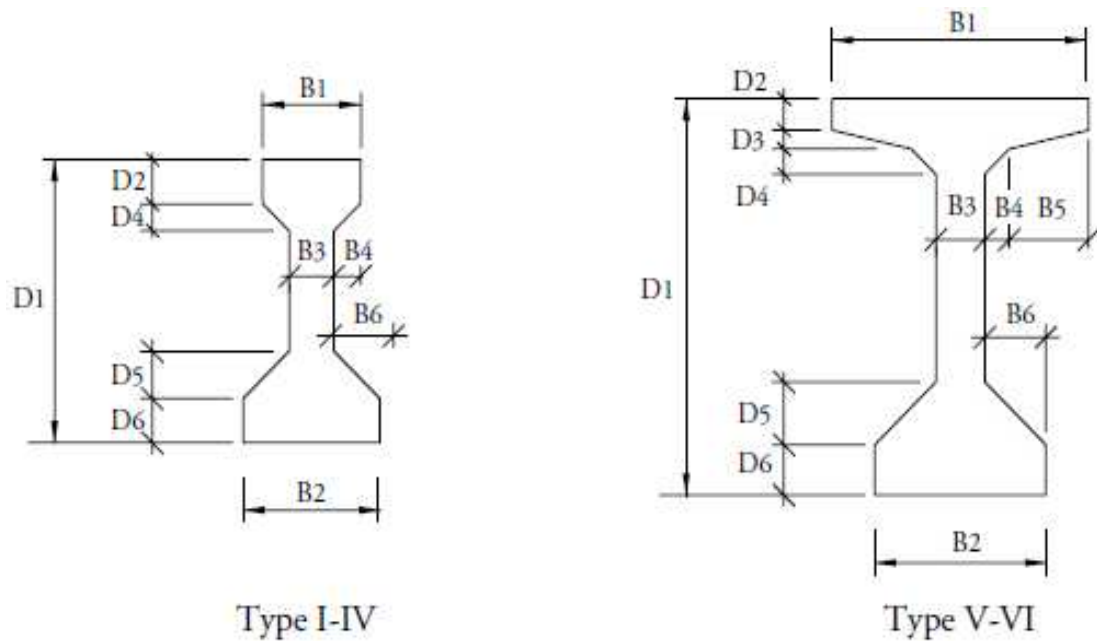 B1
D2
D4
B3
B4
D1
B6
D5
D6
B2
Type I-IV
B1
D2
D3
D4
B3
B4
B5
D1
B6
D5
D6
B2
Type V-VI